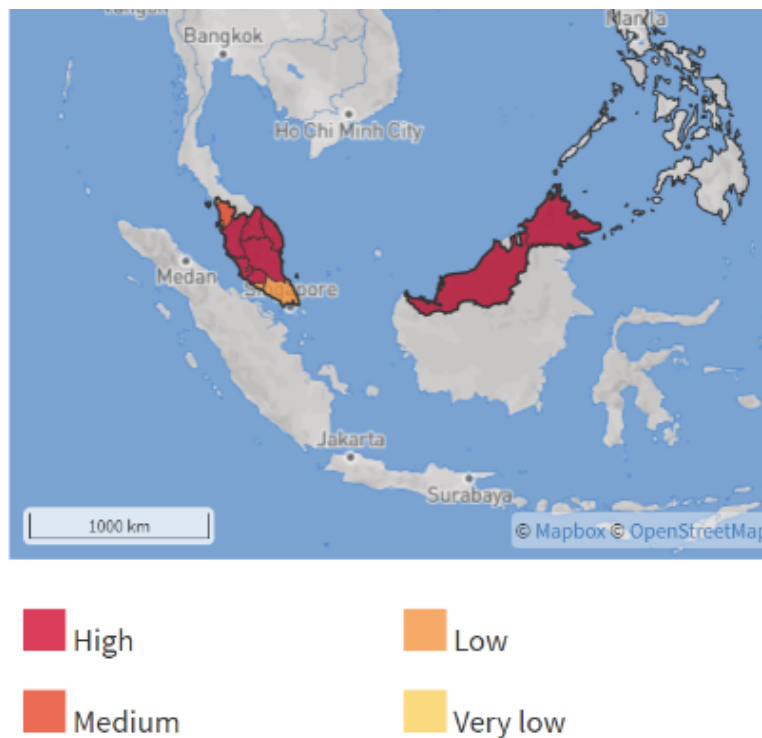 Manila
Bangkok
Ho Chi Minh City
Medan
Singapore
Jakarta
Surabaya
1000 km
© Mapbox © OpenStreetMap
High
Low
Medium
Very low